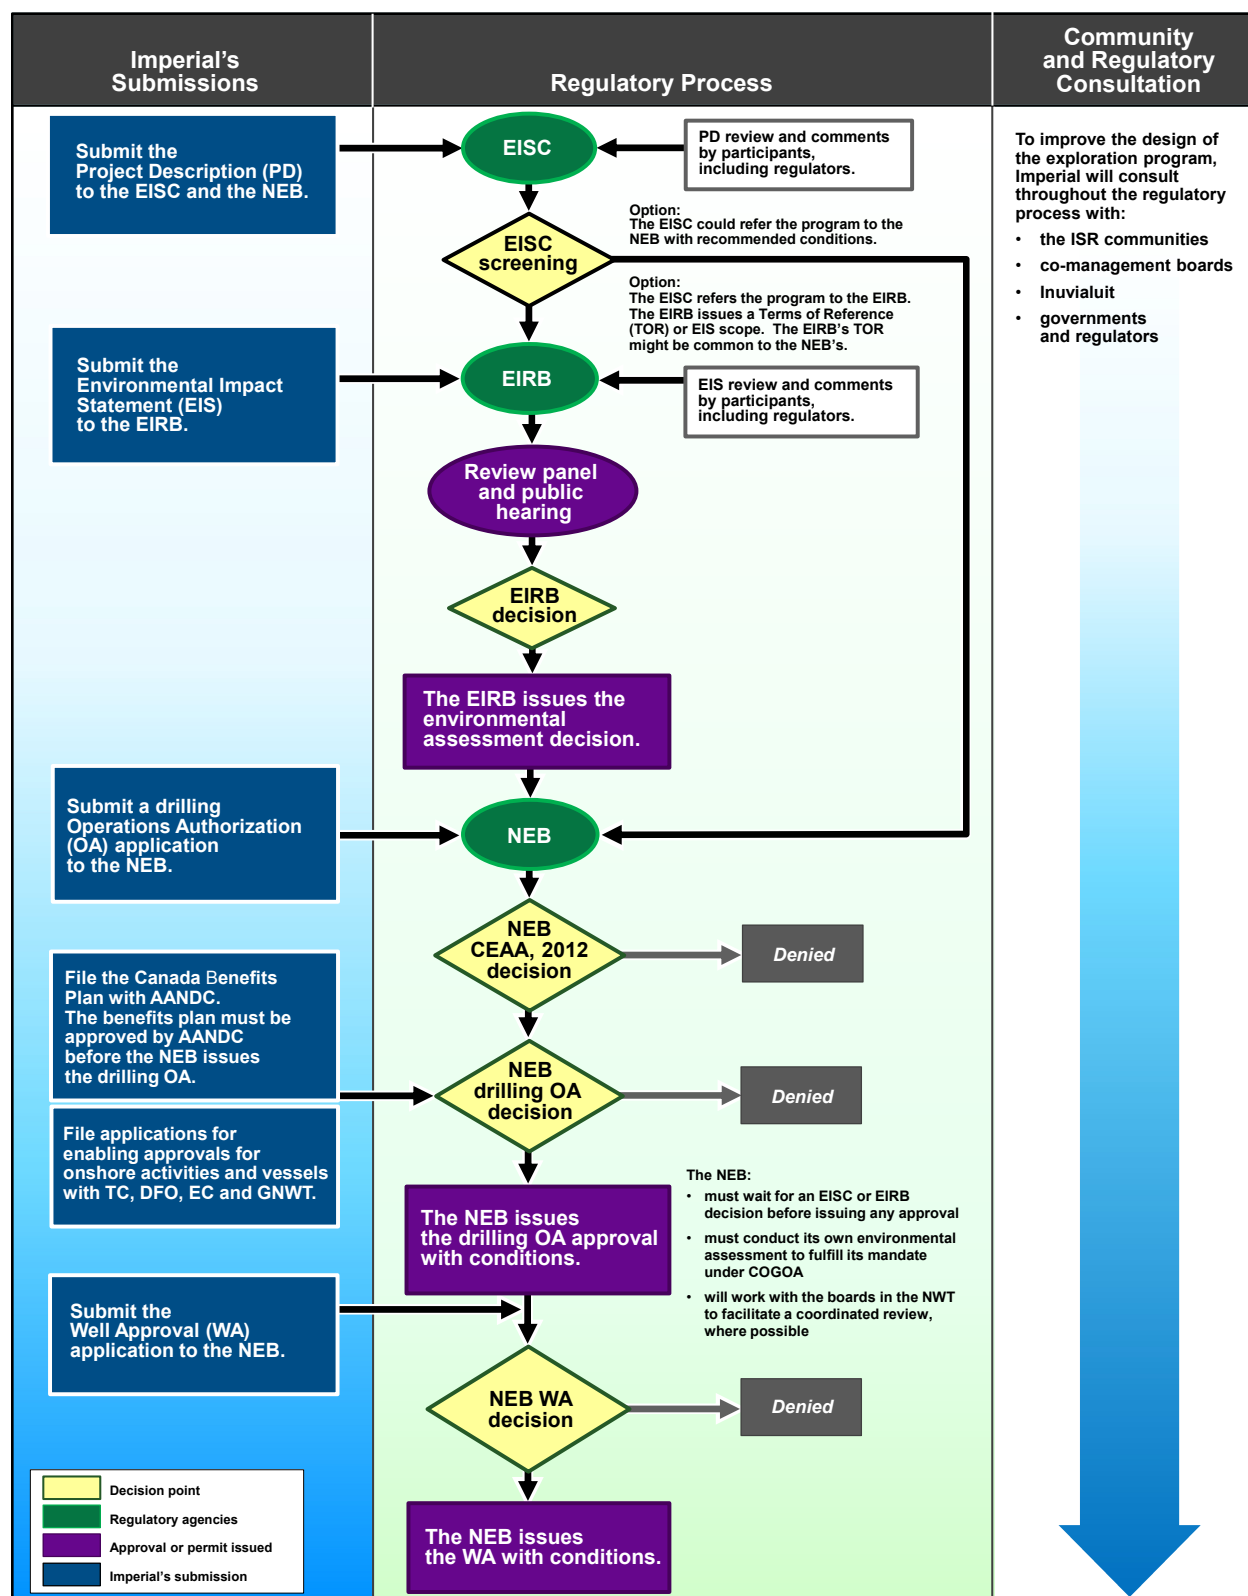 Imperial's
Submissions
Regulatory Process
Community
and Regulatory
Consultation
Submit the
Project Description (PD)
to the EISC and the NEB.
EISC
PD review and comments
by participants,
including regulators.
To improve the design of
the exploration program,
Imperial will consult
throughout the regulatory
process with:
• the ISR communities
• co-management boards
• Inuvialuit
• governments
and regulators
Option:
The EISC could refer the program to the
NEB with recommended conditions.
EISC
screening
Option:
The EISC refers the program to the EIRB.
The EIRB issues a Terms of Reference
(TOR) or EIS scope. The EIRB's TOR
might be common to the NEB's.
Submit the
Environmental Impact
Statement (EIS)
to the EIRB.
EIRB
EIS review and comments
by participants,
including regulators.
Review panel
and public
hearing
EIRB
decision
The EIRB issues the
environmental
assessment decision.
Submit a drilling
Operations Authorization
(OA) application
to the NEB.
NEB
NEB
CEAA, 2012
decision
Denied
File the Canada Benefits
Plan with AANDC.
The benefits plan must be
approved by AANDC
before the NEB issues
the drilling OA.
NEB
drilling OA
decision
Denied
File applications for
enabling approvals for
onshore activities and vessels
with TC, DFO, EC and GNWT.
The NEB issues
the drilling OA approval
with conditions.
The NEB:
• must wait for an EISC or EIRB
decision before issuing any approval
• must conduct its own environmental
assessment to fulfill its mandate
under COGOA
• will work with the boards in the NWT
to facilitate a coordinated review,
where possible
Submit the
Well Approval (WA)
application to the NEB.
NEB WA
decision
Denied
The NEB issues
the WA with conditions.
Decision point
Regulatory agencies
Approval or permit issued
Imperial's submission